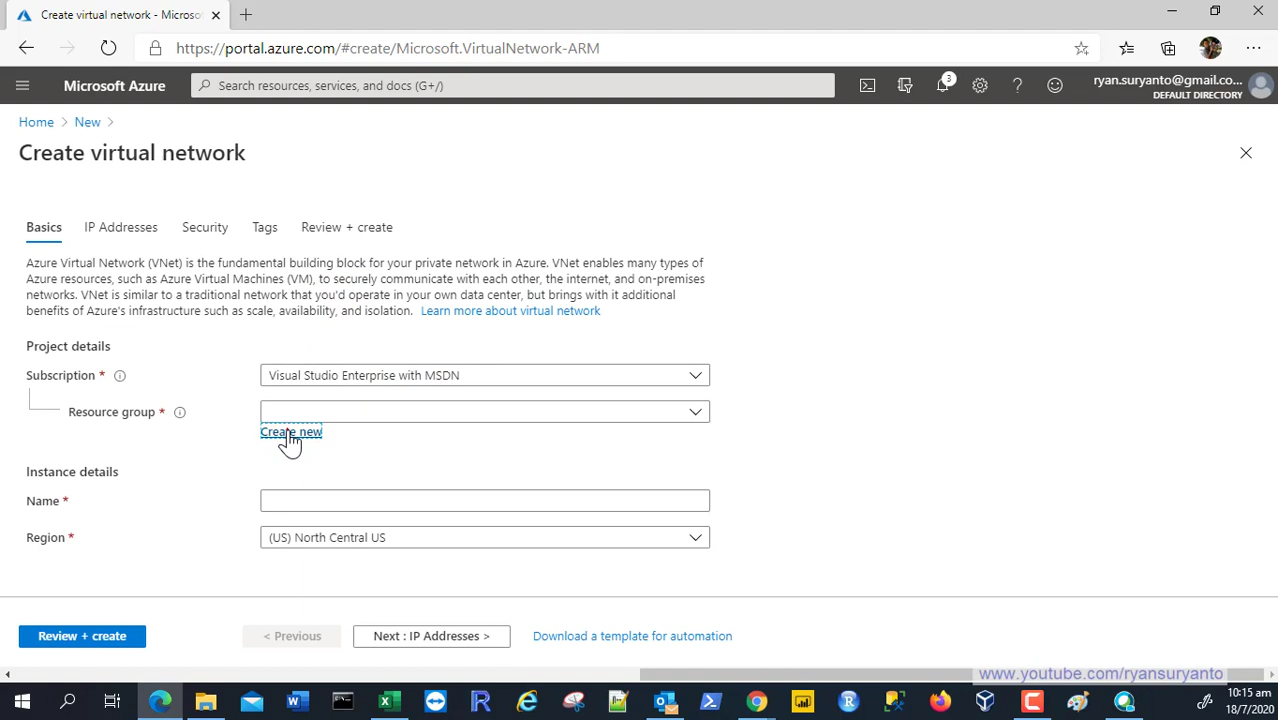 Create virtual network - Microso
https://portal.azure.com/#create/Microsoft.VirtualNetwork-ARM
Microsoft Azure
Search resources, services, and docs (G+/)
3
ryan.suryanto@gmail.co...
DEFAULT DIRECTORY
Home > New >
Create virtual network
Basics IP Addresses Security Tags Review + create
Azure Virtual Network (VNet) is the fundamental building block for your private network in Azure. VNet enables many types of
Azure resources, such as Azure Virtual Machines (VM), to securely communicate with each other, the internet, and on-premises
networks. VNet is similar to a traditional network that you'd operate in your own data center, but brings with it additional
benefits of Azure's infrastructure such as scale, availability, and isolation. Learn more about virtual network
Project details
Subscription * Visual Studio Enterprise with MSDN
Resource group *
Create new
Instance details
Name *
Region * (US) North Central US
Review + create < Previous Next : IP Addresses > Download a template for automation
www.youtube.com/ryansuryanto
10:15 am
18/7/2020